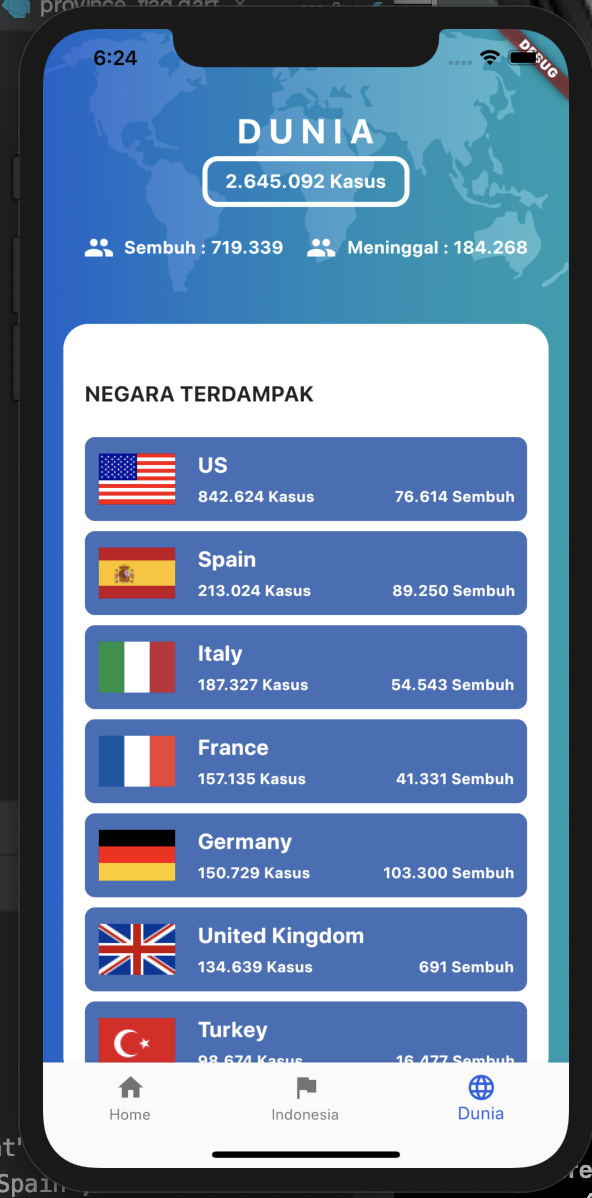 province_flag.dart
6:24
DEBUG
DUNIA
2.645.092 Kasus
Sembuh : 719.339 Meninggal : 184.268
NEGARA TERDAMPAK
US
842.624 Kasus 76.614 Sembuh
Spain
213.024 Kasus 89.250 Sembuh
Italy
187.327 Kasus 54.543 Sembuh
France
157.135 Kasus 41.331 Sembuh
Germany
150.729 Kasus 103.300 Sembuh
United Kingdom
134.639 Kasus 691 Sembuh
Turkey
98.674 Kasus 16.477 Sembuh
Home Indonesia Dunia